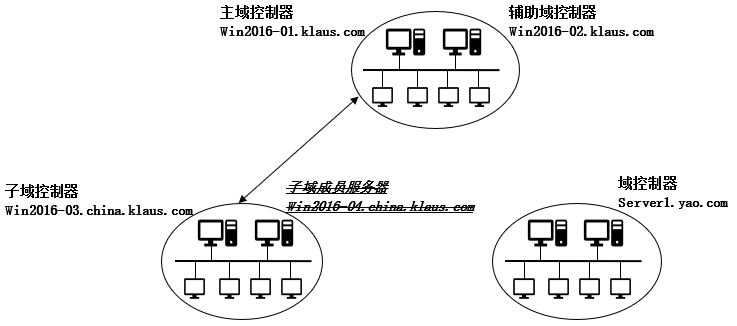 主域控制器
Win2016-01.klaus.com
辅助域控制器
Win2016-02.klaus.com
子域控制器
Win2016-03.china.klaus.com
子域成员服务器
Win2016-04.china.klaus.com
域控制器
Server1.yao.com